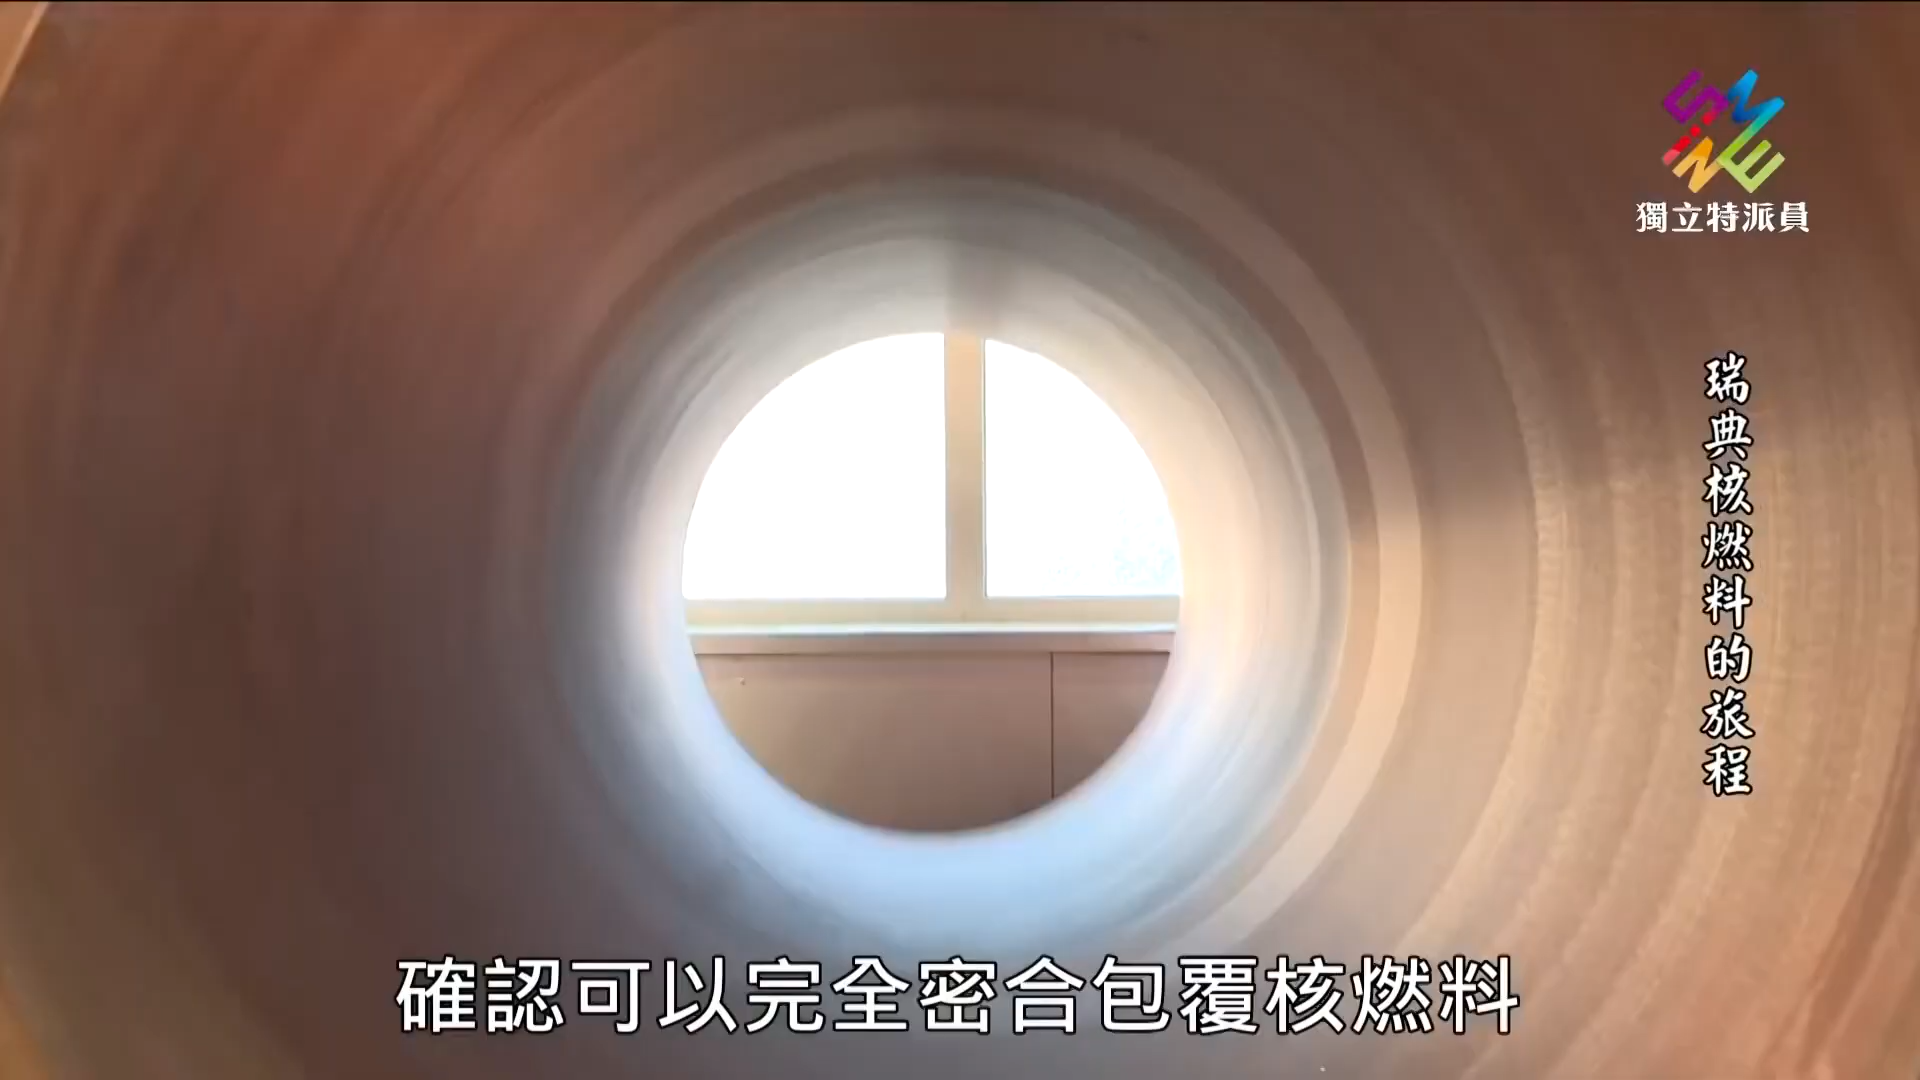 獨立特派員
瑞典核燃料的旅程
確認可以完全密合包覆核燃料